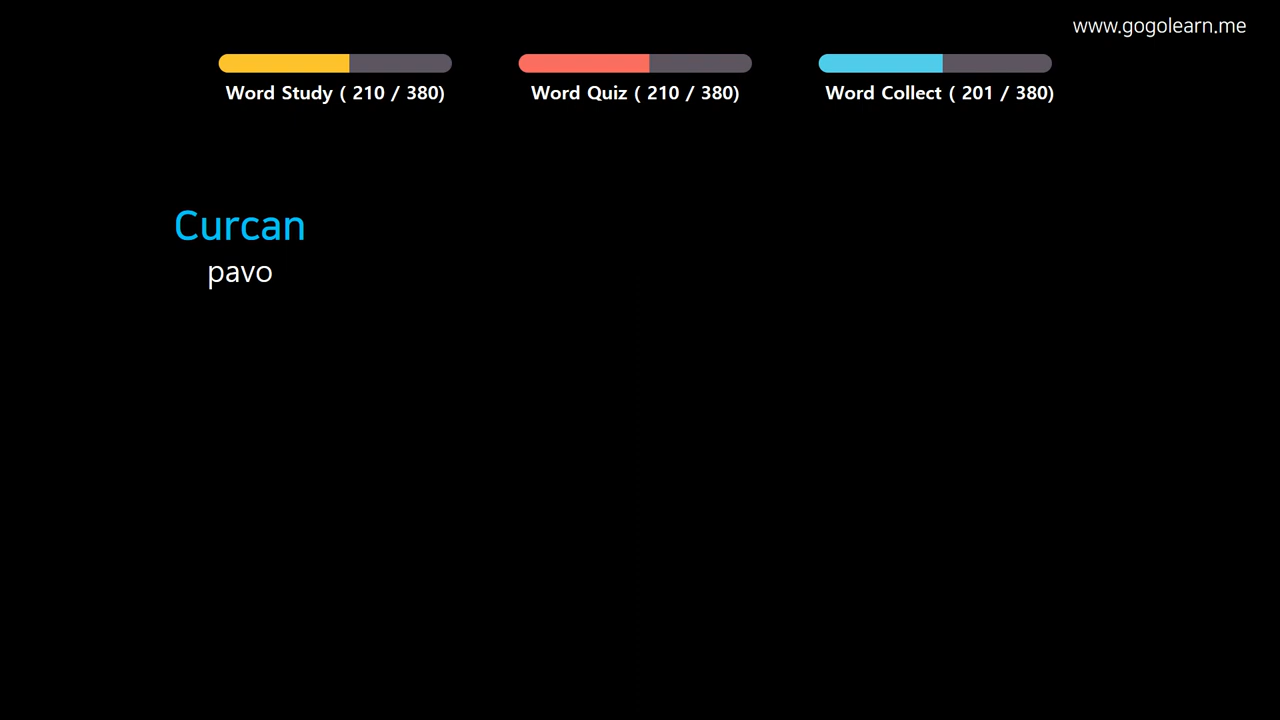 www.gogolearn.me
Word Study ( 210 / 380)
Word Quiz ( 210 / 380)
Word Collect ( 201 / 380)
Curcan
pavo